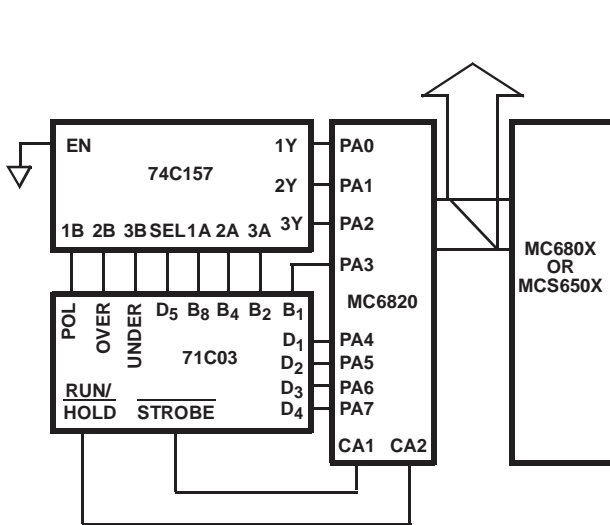 EN
1Y
74C157
2Y
3Y
1B 2B 3B SEL 1A 2A 3A
PA0
PA1
PA2
PA3
MC6820
PA4
PA5
PA6
PA7
CA1 CA2
MC680X
OR
MCS650X
POL
OVER
UNDER
D5 B8 B4 B2 B1
71C03
D1
D2
D3
D4
RUN/
HOLD
STROBE